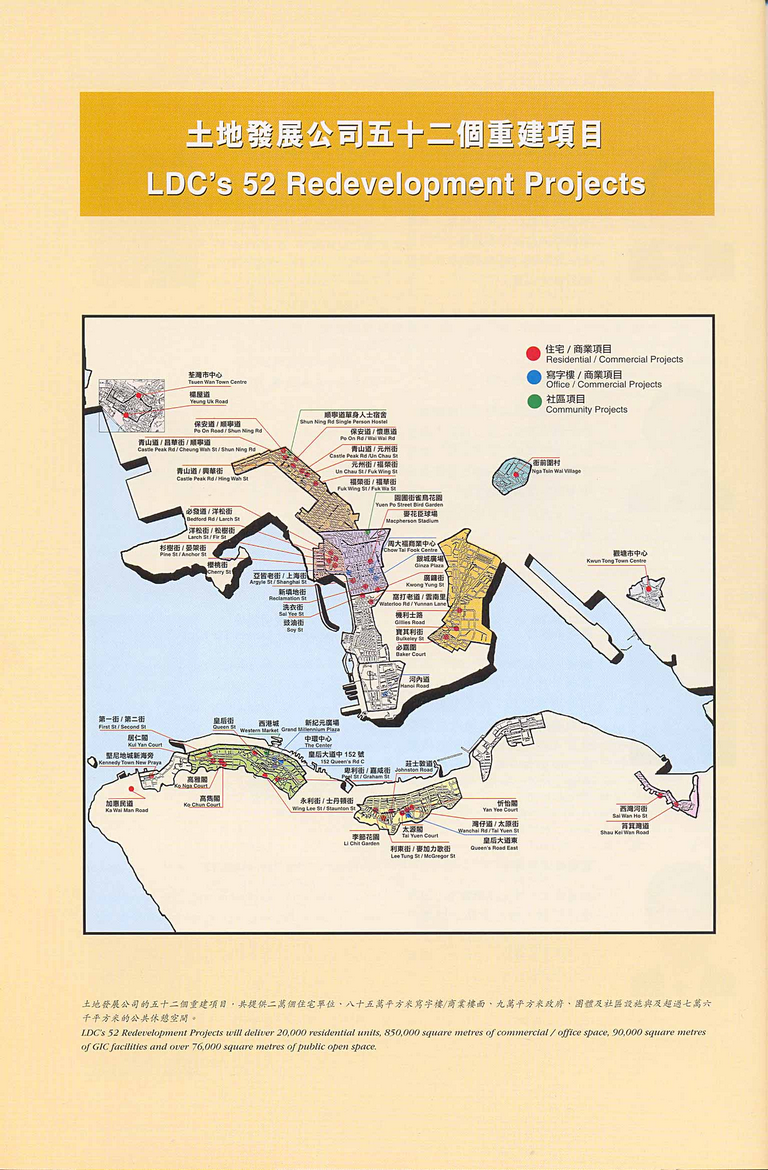 土地發展公司五十二個重建項目
LDC's 52 Redevelopment Projects
住宅 / 商業項目
Residential / Commercial Projects
寫字樓 / 商業項目
Office / Commercial Projects
社區項目
Community Projects
荃灣市中心
Tsuen Wan Town Centre
楊屋道
Yeung Uk Road
保安道 / 順寧道
Po On Road / Shun Ning Rd
青山道 / 昌華街 / 順寧道
Castle Peak Rd / Cheung Wah St / Shun Ning Rd
青山道 / 興華街
Castle Peak Rd / Hing Wah St
順寧道單身人士宿舍
Shun Ning Rd Single Person Hostel
保安道 / 懷惠道
Po On Rd / Wai Wai Rd
青山道 / 元州街
Castle Peak Rd /Un Chau St
元州街 / 福榮街
Un Chau St / Fuk Wing St
福榮街 / 福華街
Fuk Wing St / Fuk Wa St
園圃街雀鳥花園
Yuen Po Street Bird Garden
麥花臣球場
Macpherson Stadium
衙前圍村
Nga Tsin Wai Village
必發道 / 洋松街
Bedford Rd / Larch St
洋松街 / 松樹街
Larch St / Fir St
杉樹街 / 晏架街
Pine St / Anchor St
櫻桃街
Cherry St
周大福商業中心
Chow Tai Fook Centre
銀城廣場
Ginza Plaza
廣鏞街
Kwong Yung St
窩打老道 / 雲南里
Waterloo Rd / Yunnan Lane
機利士路
Gillies Road
寶其利街
Bulkeley St
必嘉圍
Baker Court
河內道
Hanoi Road
亞皆老街 / 上海街
Argyle St / Shanghai St
新填地街
Reclamation St
洗衣街
Sai Yee St
豉油街
Soy St
觀塘市中心
Kwun Tong Town Centre
第一街 / 第二街
First St / Second St
居仁閣
Kui Yan Court
堅尼地城新海旁
Kennedy Town New Praya
加惠民道
Ka Wai Man Road
皇后街
Queen St
西港城
Western Market
新紀元廣場
Grand Millennium Plaza
中環中心
The Center
皇后大道中 152 號
152 Queen's Rd C
卑利街 / 嘉咸街
Peel St / Graham St
莊士敦道
Johnston Road
高雅閣
Ko Nga Court
高雋閣
Ko Chun Court
永利街 / 士丹頓街
Wing Lee St / Staunton St
李節花園
Li Chit Garden
太源閣
Tai Yuen Court
利東街 / 麥加力歌街
Lee Tung St / McGregor St
忻怡閣
Yan Yee Court
灣仔道 / 太原街
Wanchai Rd / Tai Yuen St
皇后大道東
Queen's Road East
西灣河街
Sai Wan Ho St
筲箕灣道
Shau Kei Wan Road
土地發展公司的五十二個重建項目，共提供二萬個住宅單位、八十五萬平方米寫字樓/商業樓面、九萬平方米政府、團體及社區設施與及超過七萬六
千平方米的公共休憩空間。
LDC's 52 Redevelopment Projects will deliver 20,000 residential units, 850,000 square metres of commercial / office space, 90,000 square metres
of GIC facilities and over 76,000 square metres of public open space.